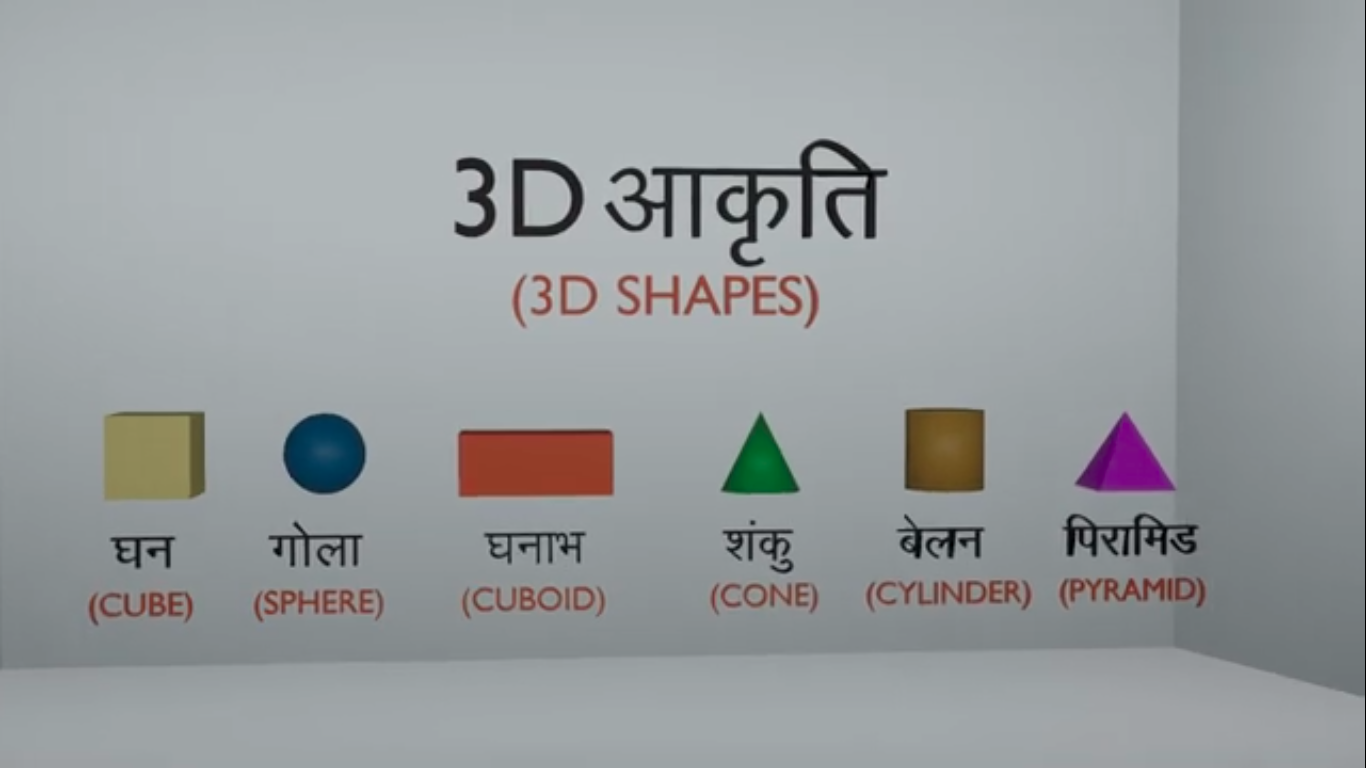 3D आकृति
(3D SHAPES)
घन गोला घनाभ शंकु बेलन पिरामिड
(CUBE) (SPHERE) (CUBOID) (CONE) (CYLINDER) (PYRAMID)